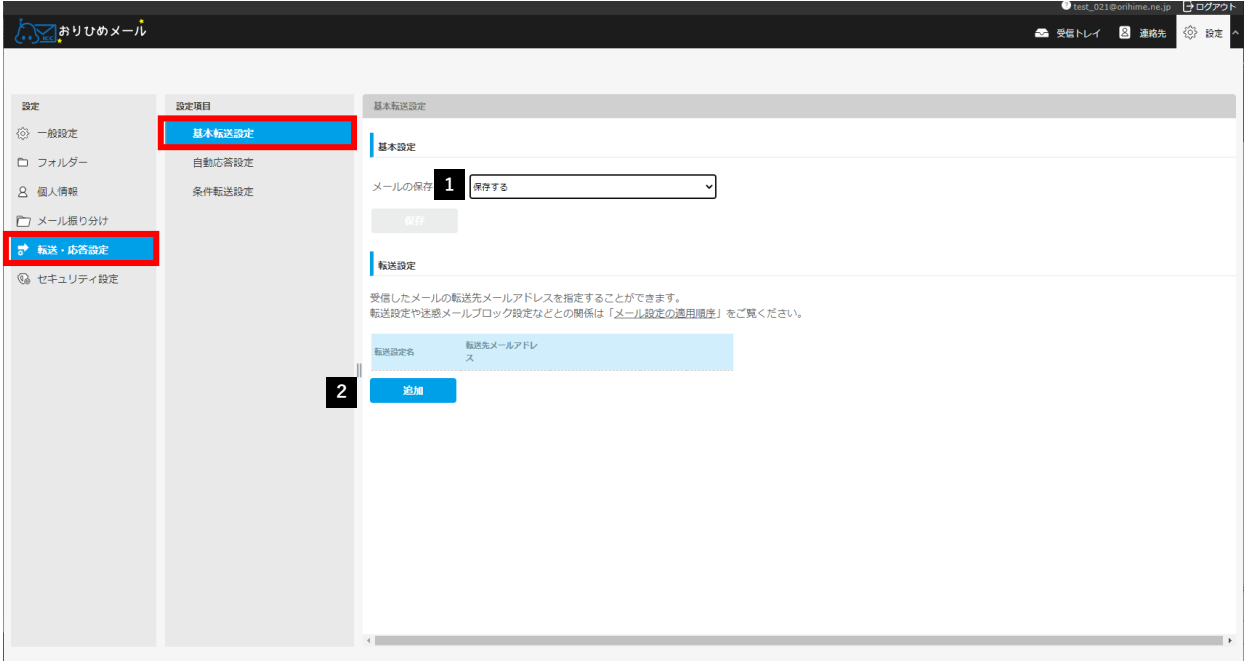 test_021@orihime.ne.jp ログアウト
おりひめメール
受信トレイ 連絡先 設定
設定
一般設定
フォルダー
個人情報
メール振り分け
転送・応答設定
セキュリティ設定
設定項目
基本転送設定
自動応答設定
条件転送設定
基本転送設定
基本設定
メールの保存 1 保存する
保存
転送設定
受信したメールの転送先メールアドレスを指定することができます。
転送設定や迷惑メールブロック設定などとの関係は「メール設定の適用順序」をご覧ください。
転送設定名
転送先メールアドレ
ス
2 追加